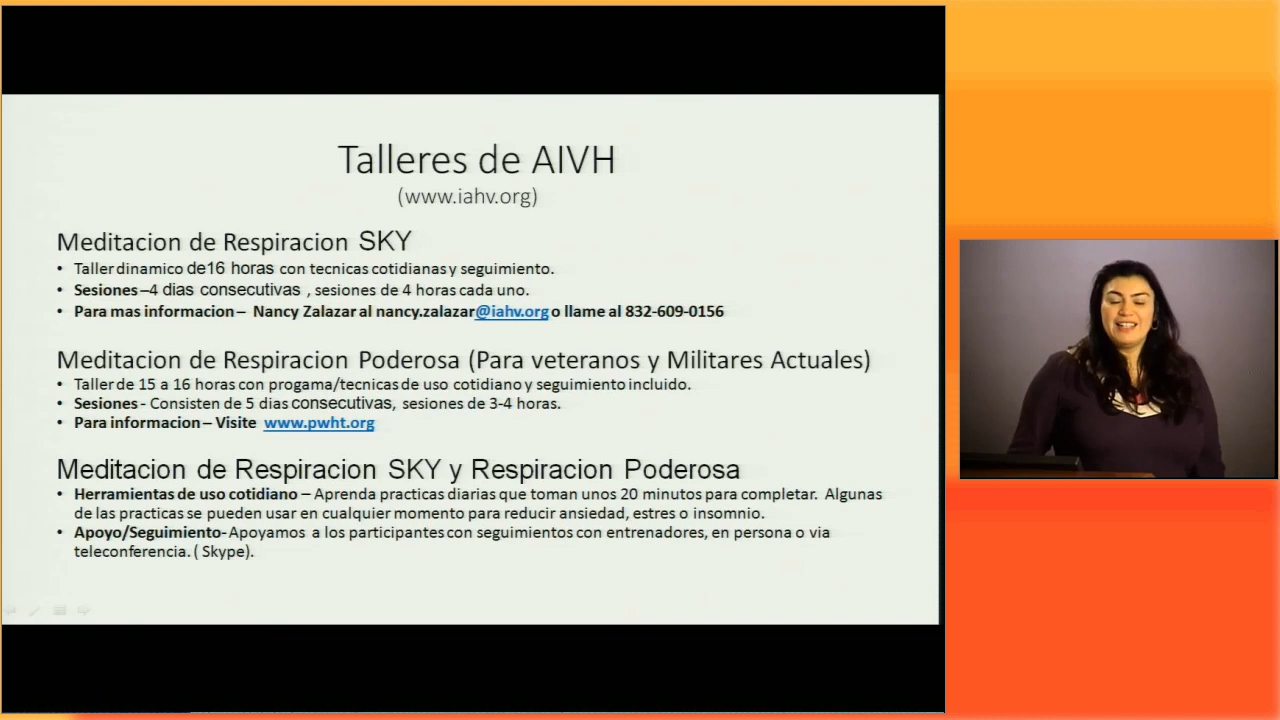 Talleres de AIVH
(www.iahv.org)
Meditacion de Respiracion SKY
• Taller dinamico de16 horas con tecnicas cotidianas y seguimiento.
• Sesiones –4 dias consecutivas , sesiones de 4 horas cada uno.
• Para mas informacion – Nancy Zalazar al nancy.zalazar@iahv.org o llame al 832-609-0156
Meditacion de Respiracion Poderosa (Para veteranos y Militares Actuales)
• Taller de 15 a 16 horas con progama/tecnicas de uso cotidiano y seguimiento incluido.
• Sesiones - Consisten de 5 dias consecutivas, sesiones de 3-4 horas.
• Para informacion – Visite www.pwht.org
Meditacion de Respiracion SKY y Respiracion Poderosa
• Herramientas de uso cotidiano – Aprenda practicas diarias que toman unos 20 minutos para completar. Algunas
de las practicas se pueden usar en cualquier momento para reducir ansiedad, estres o insomnio.
• Apoyo/Seguimiento- Apoyamos a los participantes con seguimientos con entrenadores, en persona o via
teleconferencia. ( Skype).